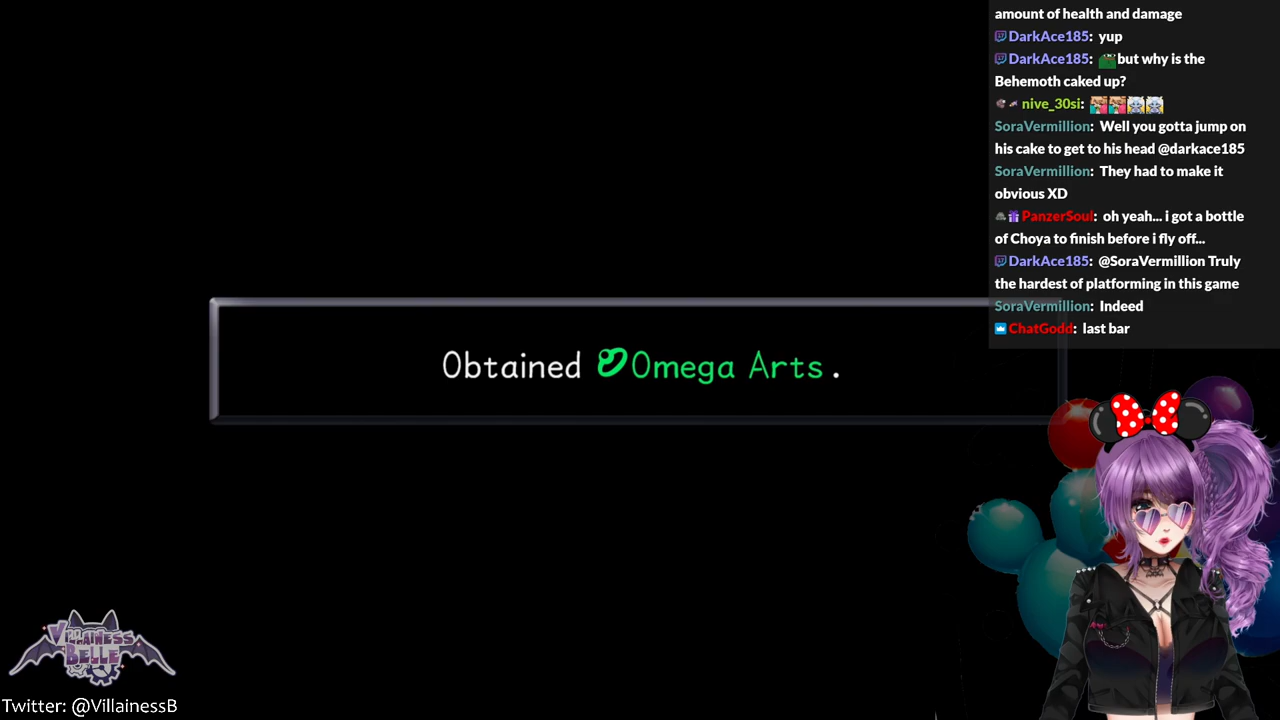 amount of health and damage
DarkAce185: yup
DarkAce185: but why is the
Behemoth caked up?
nive_30si:
SoraVermillion: Well you gotta jump on
his cake to get to his head @darkace185
SoraVermillion: They had to make it
obvious XD
PanzerSoul: oh yeah... i got a bottle
of Choya to finish before i fly off...
DarkAce185: @SoraVermillion Truly
the hardest of platforming in this game
SoraVermillion: Indeed
ChatGodd: last bar
Obtained Omega Arts.
VILLAINESS
BELLE
Twitter: @VillainessB